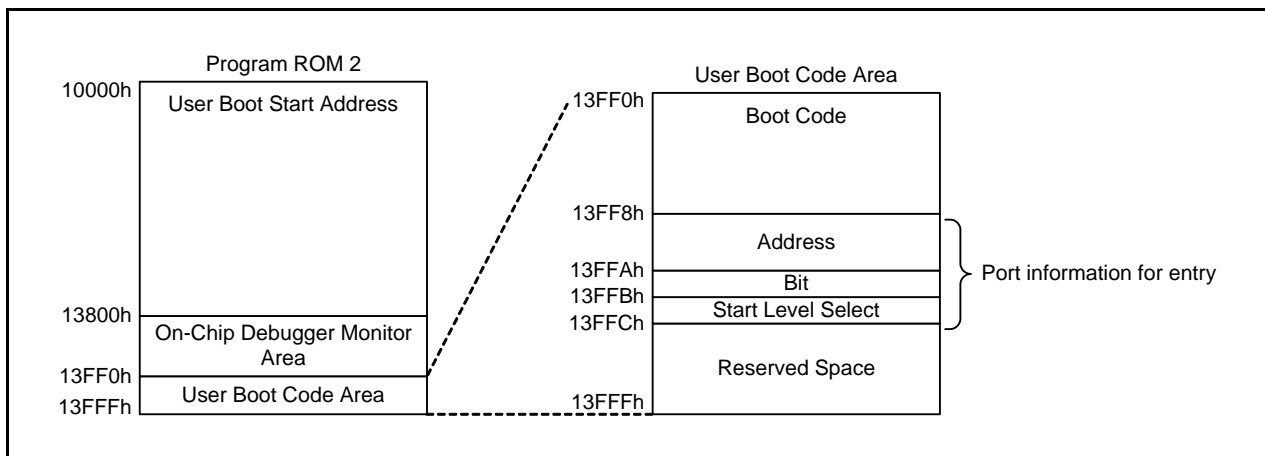 Program ROM 2
10000h
User Boot Start Address
13800h
On-Chip Debugger Monitor
Area
13FF0h
User Boot Code Area
13FFFh
User Boot Code Area
13FF0h
Boot Code
13FF8h
Address
13FFAh
Bit
13FFBh
Start Level Select
13FFCh
Port information for entry
Reserved Space
13FFFh